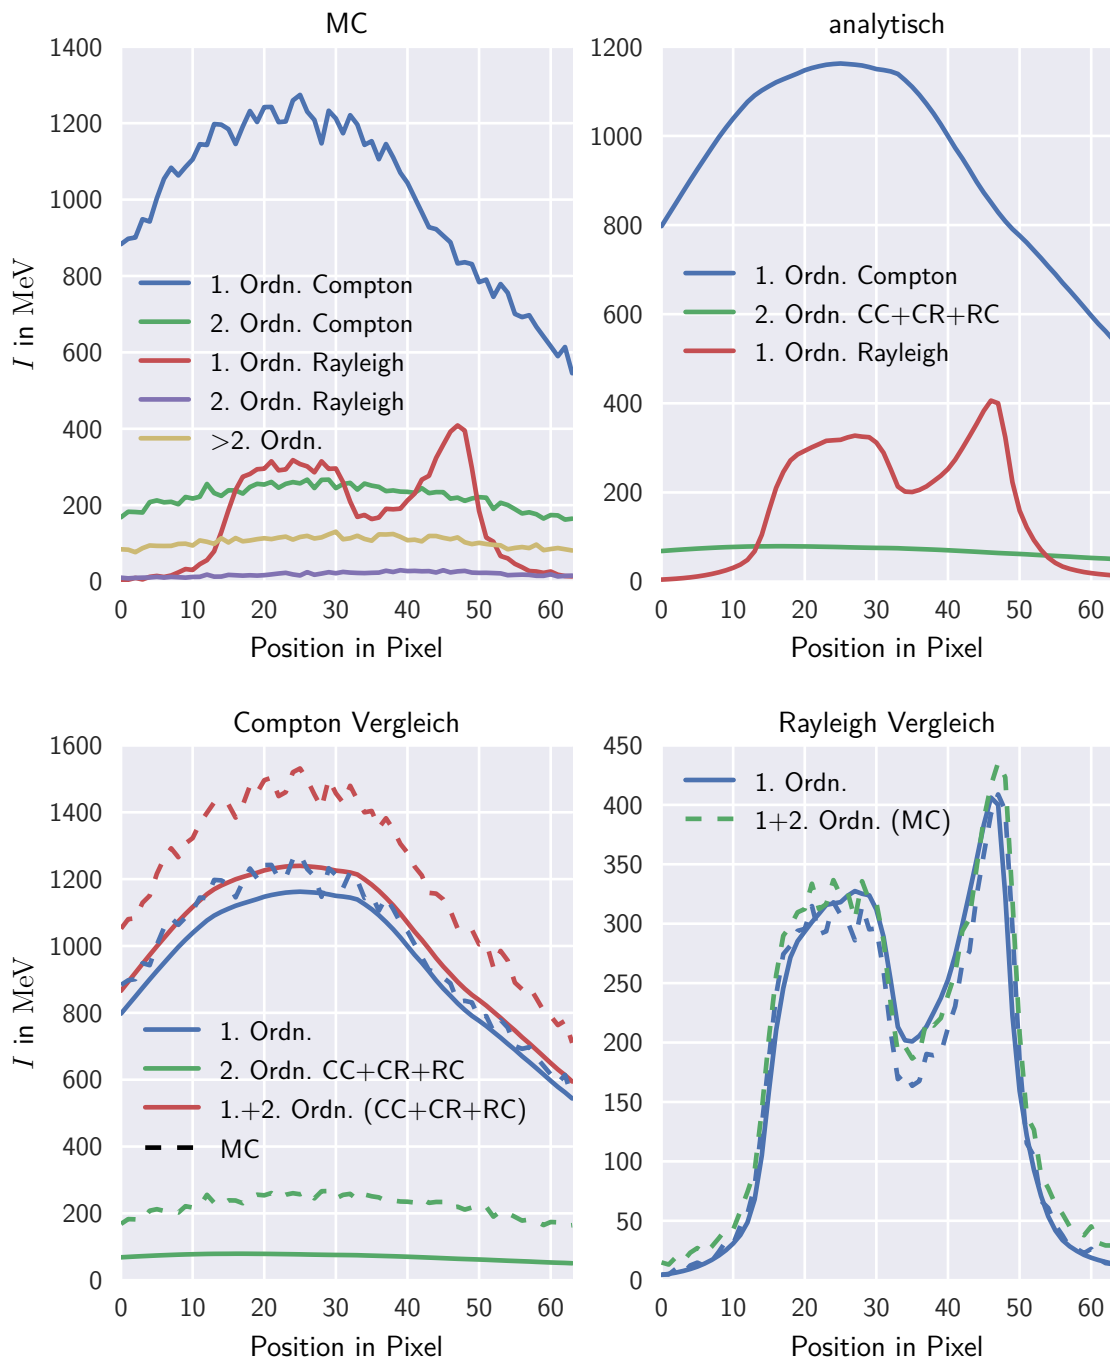 MC
1400
1200
1000
800
600
400
200
0
I in MeV
1. Ordn. Compton
2. Ordn. Compton
1. Ordn. Rayleigh
2. Ordn. Rayleigh
>2. Ordn.
0 10 20 30 40 50 60
Position in Pixel
analytisch
1200
1000
800
600
400
200
0
1. Ordn. Compton
2. Ordn. CC+CR+RC
1. Ordn. Rayleigh
0 10 20 30 40 50 60
Position in Pixel
Compton Vergleich
1600
1400
1200
1000
800
600
400
200
0
I in MeV
1. Ordn.
2. Ordn. CC+CR+RC
1.+2. Ordn. (CC+CR+RC)
MC
0 10 20 30 40 50 60
Position in Pixel
Rayleigh Vergleich
450
400
350
300
250
200
150
100
50
0
1. Ordn.
1+2. Ordn. (MC)
0 10 20 30 40 50 60
Position in Pixel